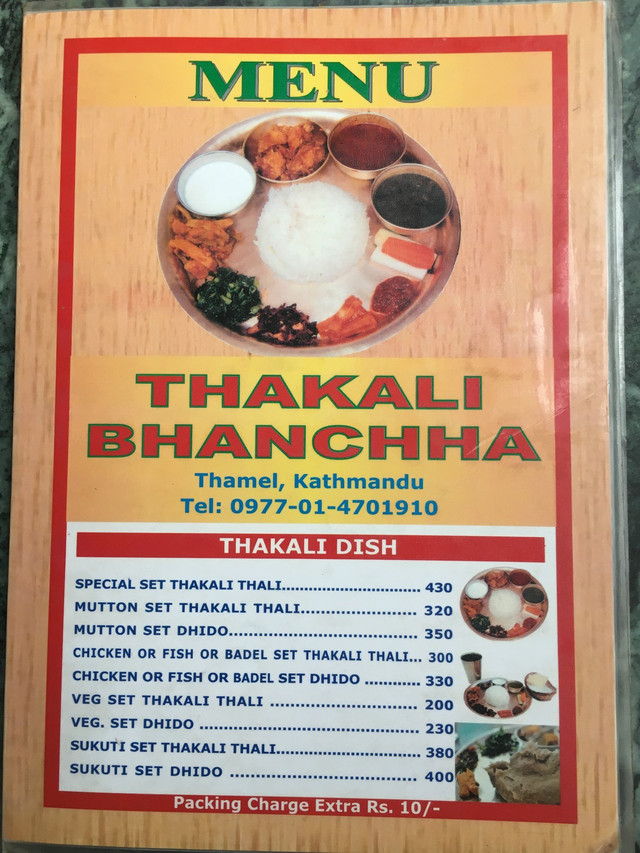 MENU
THAKALI
BHANCHHA
Thamel, Kathmandu
Tel: 0977-01-4701910
THAKALI DISH
SPECIAL SET THAKALI THALI................................. 430
MUTTON SET THAKALI THALI........................ 320
MUTTON SET DHIDO....................................... 350
CHICKEN OR FISH OR BADEL SET THAKALI THALI... 300
CHICKEN OR FISH OR BADEL SET DHIDO ............ 330
VEG SET THAKALI THALI .............................. 200
VEG. SET DHIDO ............................................ 230
SUKUTI SET THAKALI THALI.................................. 380
SUKUTI SET DHIDO ...................................... 400
Packing Charge Extra Rs. 10/-